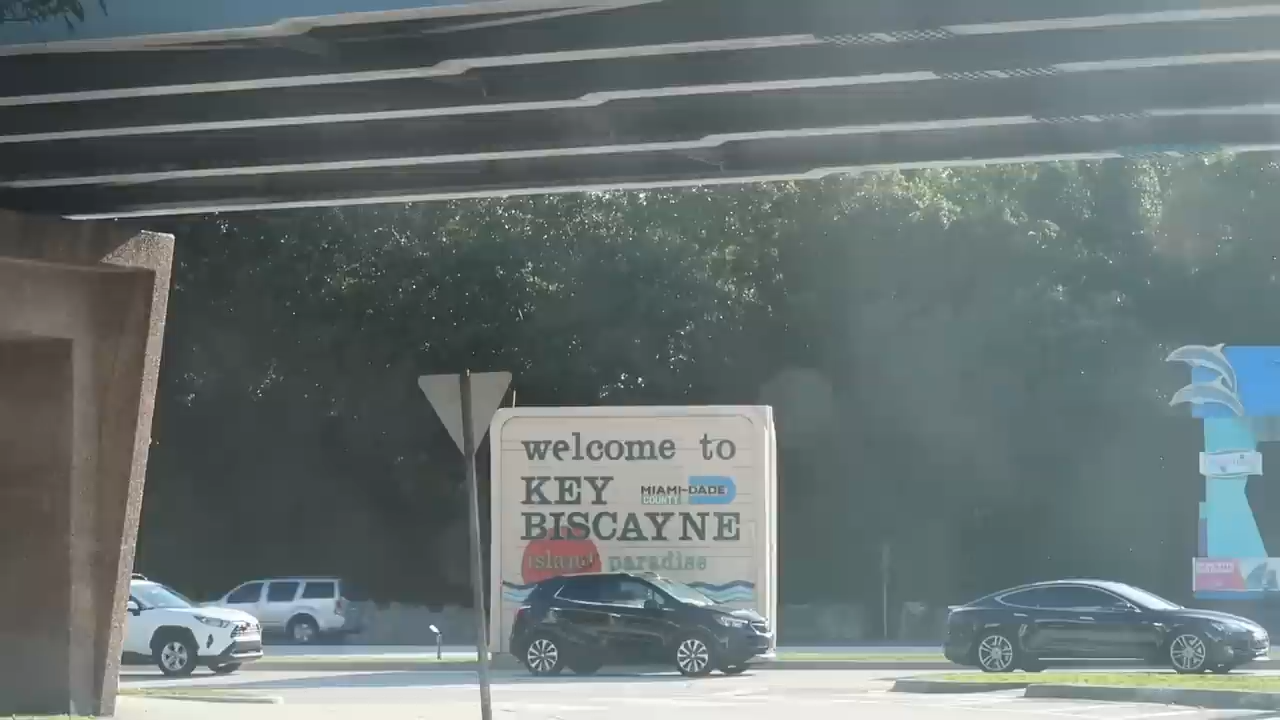 welcome to
KEY
MIAMI-DADE
COUNTY
BISCAYNE
island paradise